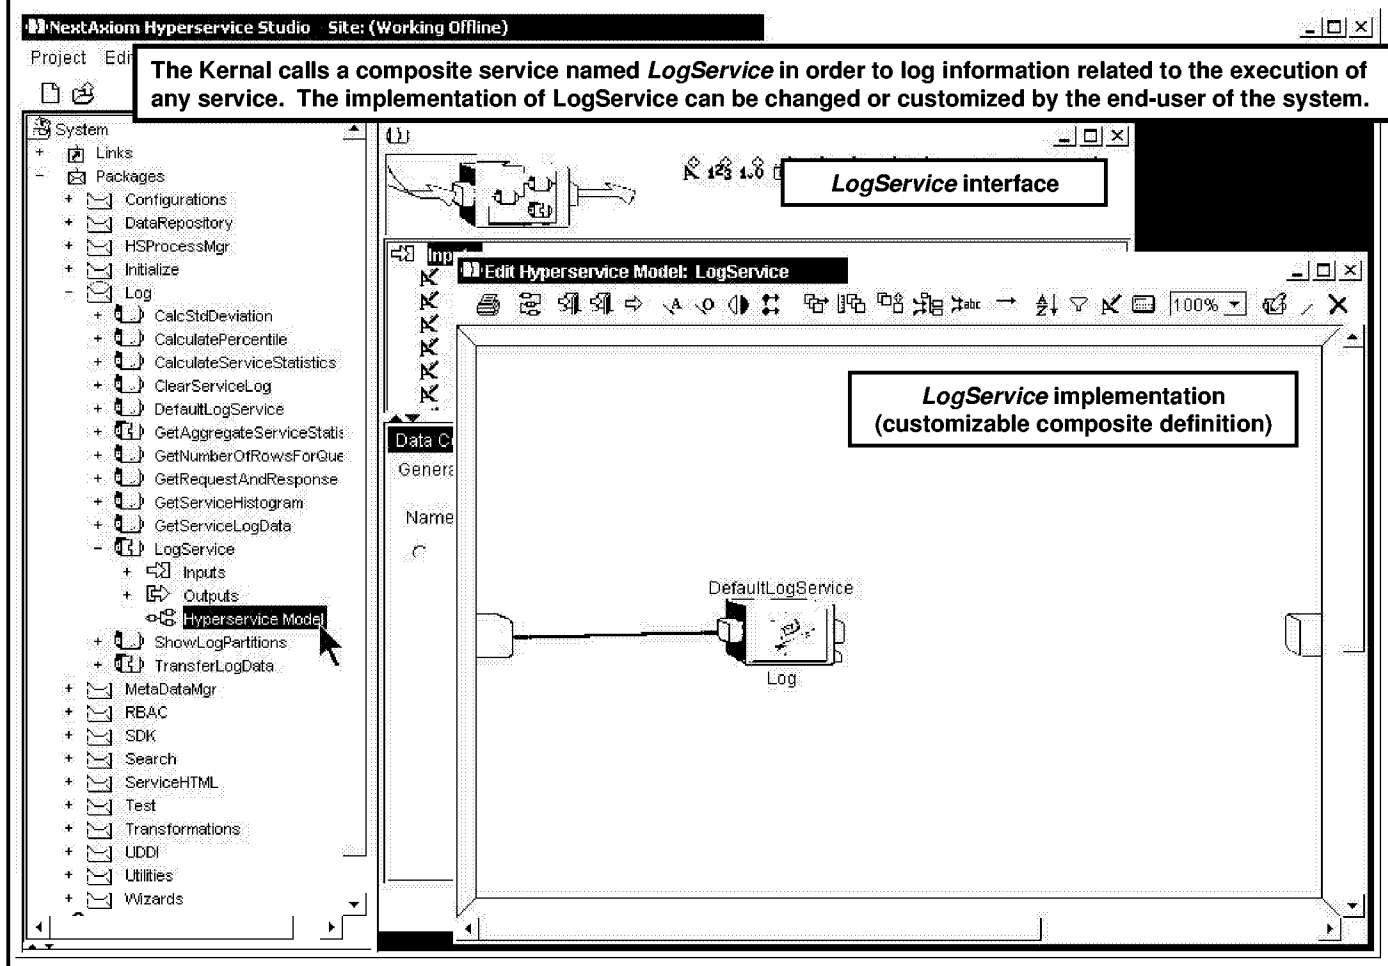 NextAxiom Hyperservice Studio Site: (Working Offline)
Project Edi
The Kernal calls a composite service named LogService in order to log information related to the execution of
any service. The implementation of LogService can be changed or customized by the end-user of the system.
System
Links
Packages
Configurations
DataRepository
HSProcessMgr
Initialize
Log
CalcStdDeviation
CalculatePercentile
CalculateServiceStatistics
ClearServiceLog
DefaultLogService
GetAggregateServiceStatis
GetNumberOfRowsForQue
GetRequestAndResponse
GetServiceHistogram
GetServiceLogData
LogService
Inputs
Outputs
Hyperservice Model
ShowLogPartitions
TransferLogData
MetaDataMgr
RBAC
SDK
Search
ServiceHTML
Test
Transformations
UDDI
Utilities
Wizards
123 1.0
LogService interface
Inp
Data C
Genera
Name
Edit Hyperservice Model: LogService
A O abc 100%
LogService implementation
(customizable composite definition)
DefaultLogService
Log